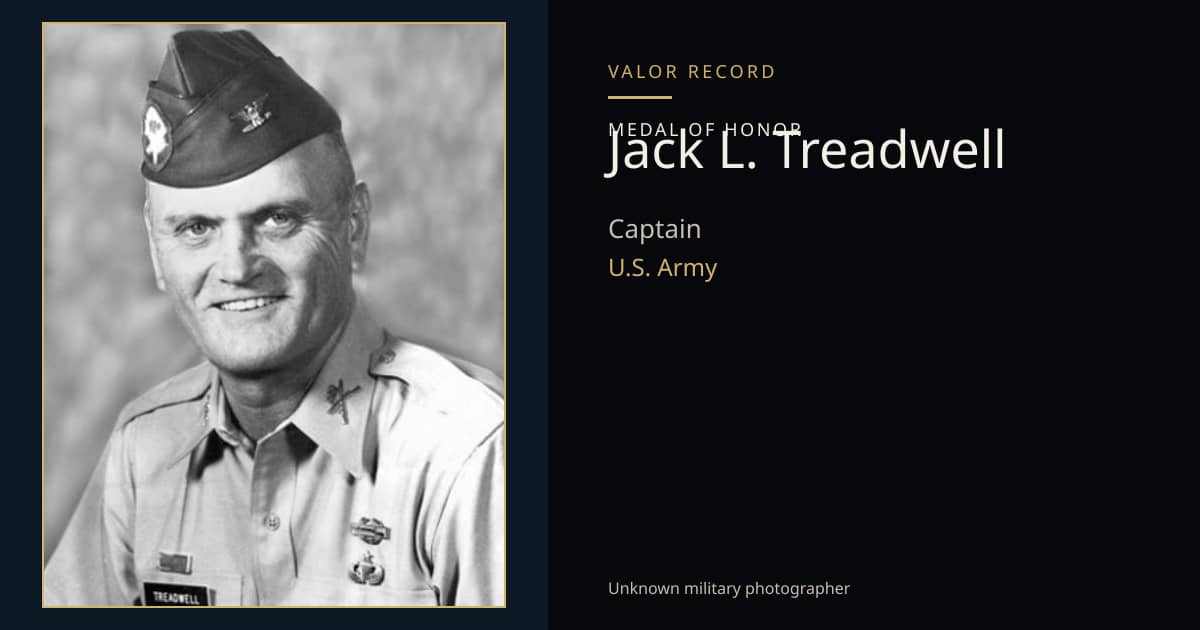 VALOR RECORD
MEDAL OF HONOR
Jack L. Treadwell
Captain
U.S. Army
TREADWELL
Unknown military photographer